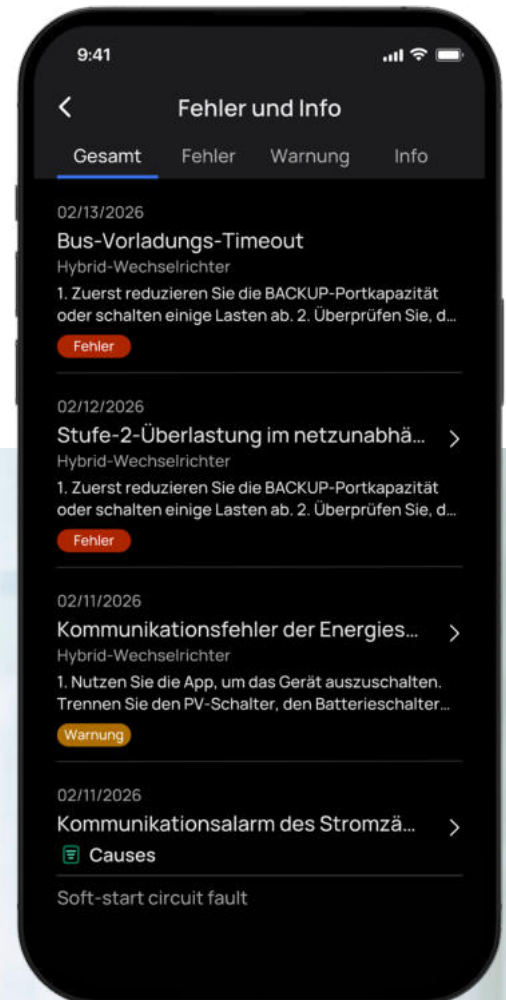 9:41
Fehler und Info
Gesamt Fehler Warnung Info
02/13/2026
Bus-Vorladungs-Timeout
Hybrid-Wechselrichter
1. Zuerst reduzieren Sie die BACKUP-Portkapazität
oder schalten einige Lasten ab. 2. Überprüfen Sie, d...
Fehler
02/12/2026
Stufe-2-Überlastung im netzunabhä...
Hybrid-Wechselrichter
1. Zuerst reduzieren Sie die BACKUP-Portkapazität
oder schalten einige Lasten ab. 2. Überprüfen Sie, d...
Fehler
02/11/2026
Kommunikationsfehler der Energies...
Hybrid-Wechselrichter
1. Nutzen Sie die App, um das Gerät auszuschalten.
Trennen Sie den PV-Schalter, den Batterieschalter...
Warnung
02/11/2026
Kommunikationsalarm des Stromzä...
Causes
Soft-start circuit fault